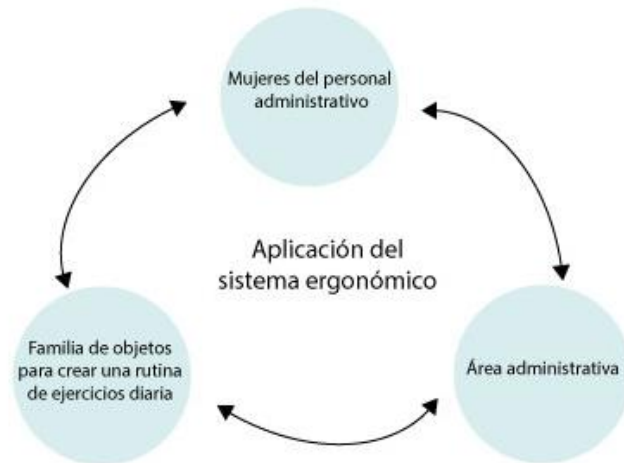 Mujeres del personal
administrativo
Aplicación del
sistema ergonómico
Familia de objetos
para crear una rutina
de ejercicios diaria
Área administrativa